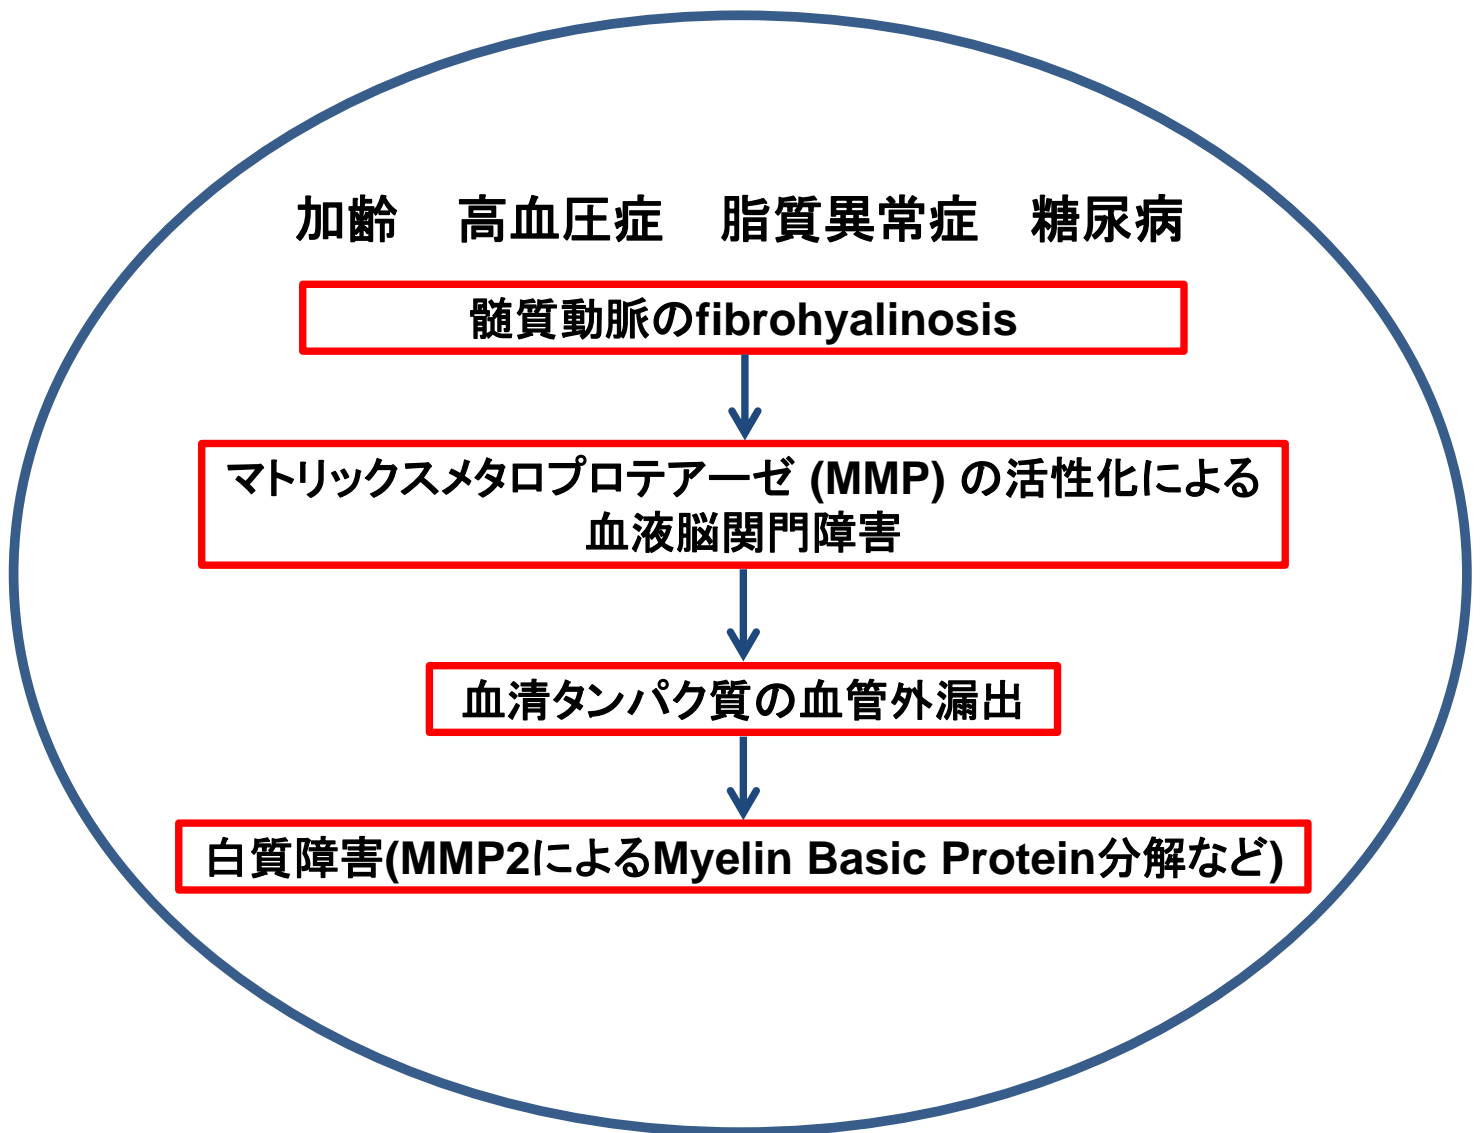 加齢　高血圧症　脂質異常症　糖尿病
髄質動脈のfibrohyalinosis
マトリックスメタロプロテアーゼ (MMP) の活性化による
血液脳関門障害
血清タンパク質の血管外漏出
白質障害(MMP2によるMyelin Basic Protein分解など)